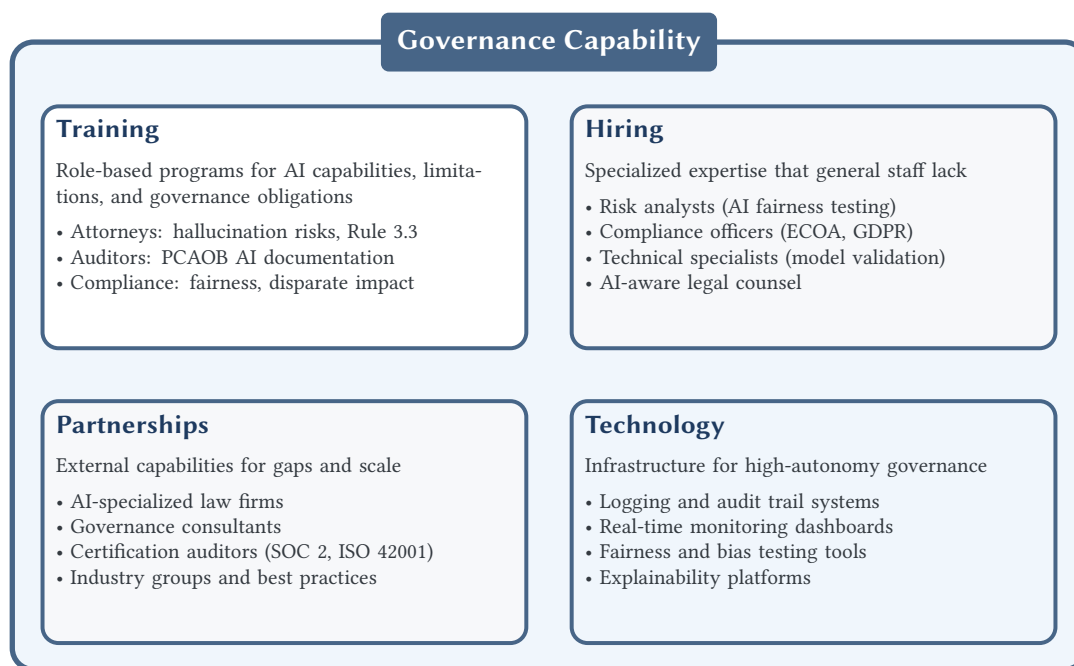 Governance Capability
Training
Role-based programs for AI capabilities, limita-
tions, and governance obligations
• Attorneys: hallucination risks, Rule 3.3
• Auditors: PCAOB AI documentation
• Compliance: fairness, disparate impact
Hiring
Specialized expertise that general staff lack
• Risk analysts (AI fairness testing)
• Compliance officers (ECOA, GDPR)
• Technical specialists (model validation)
• AI-aware legal counsel
Partnerships
External capabilities for gaps and scale
• AI-specialized law firms
• Governance consultants
• Certification auditors (SOC 2, ISO 42001)
• Industry groups and best practices
Technology
Infrastructure for high-autonomy governance
• Logging and audit trail systems
• Real-time monitoring dashboards
• Fairness and bias testing tools
• Explainability platforms